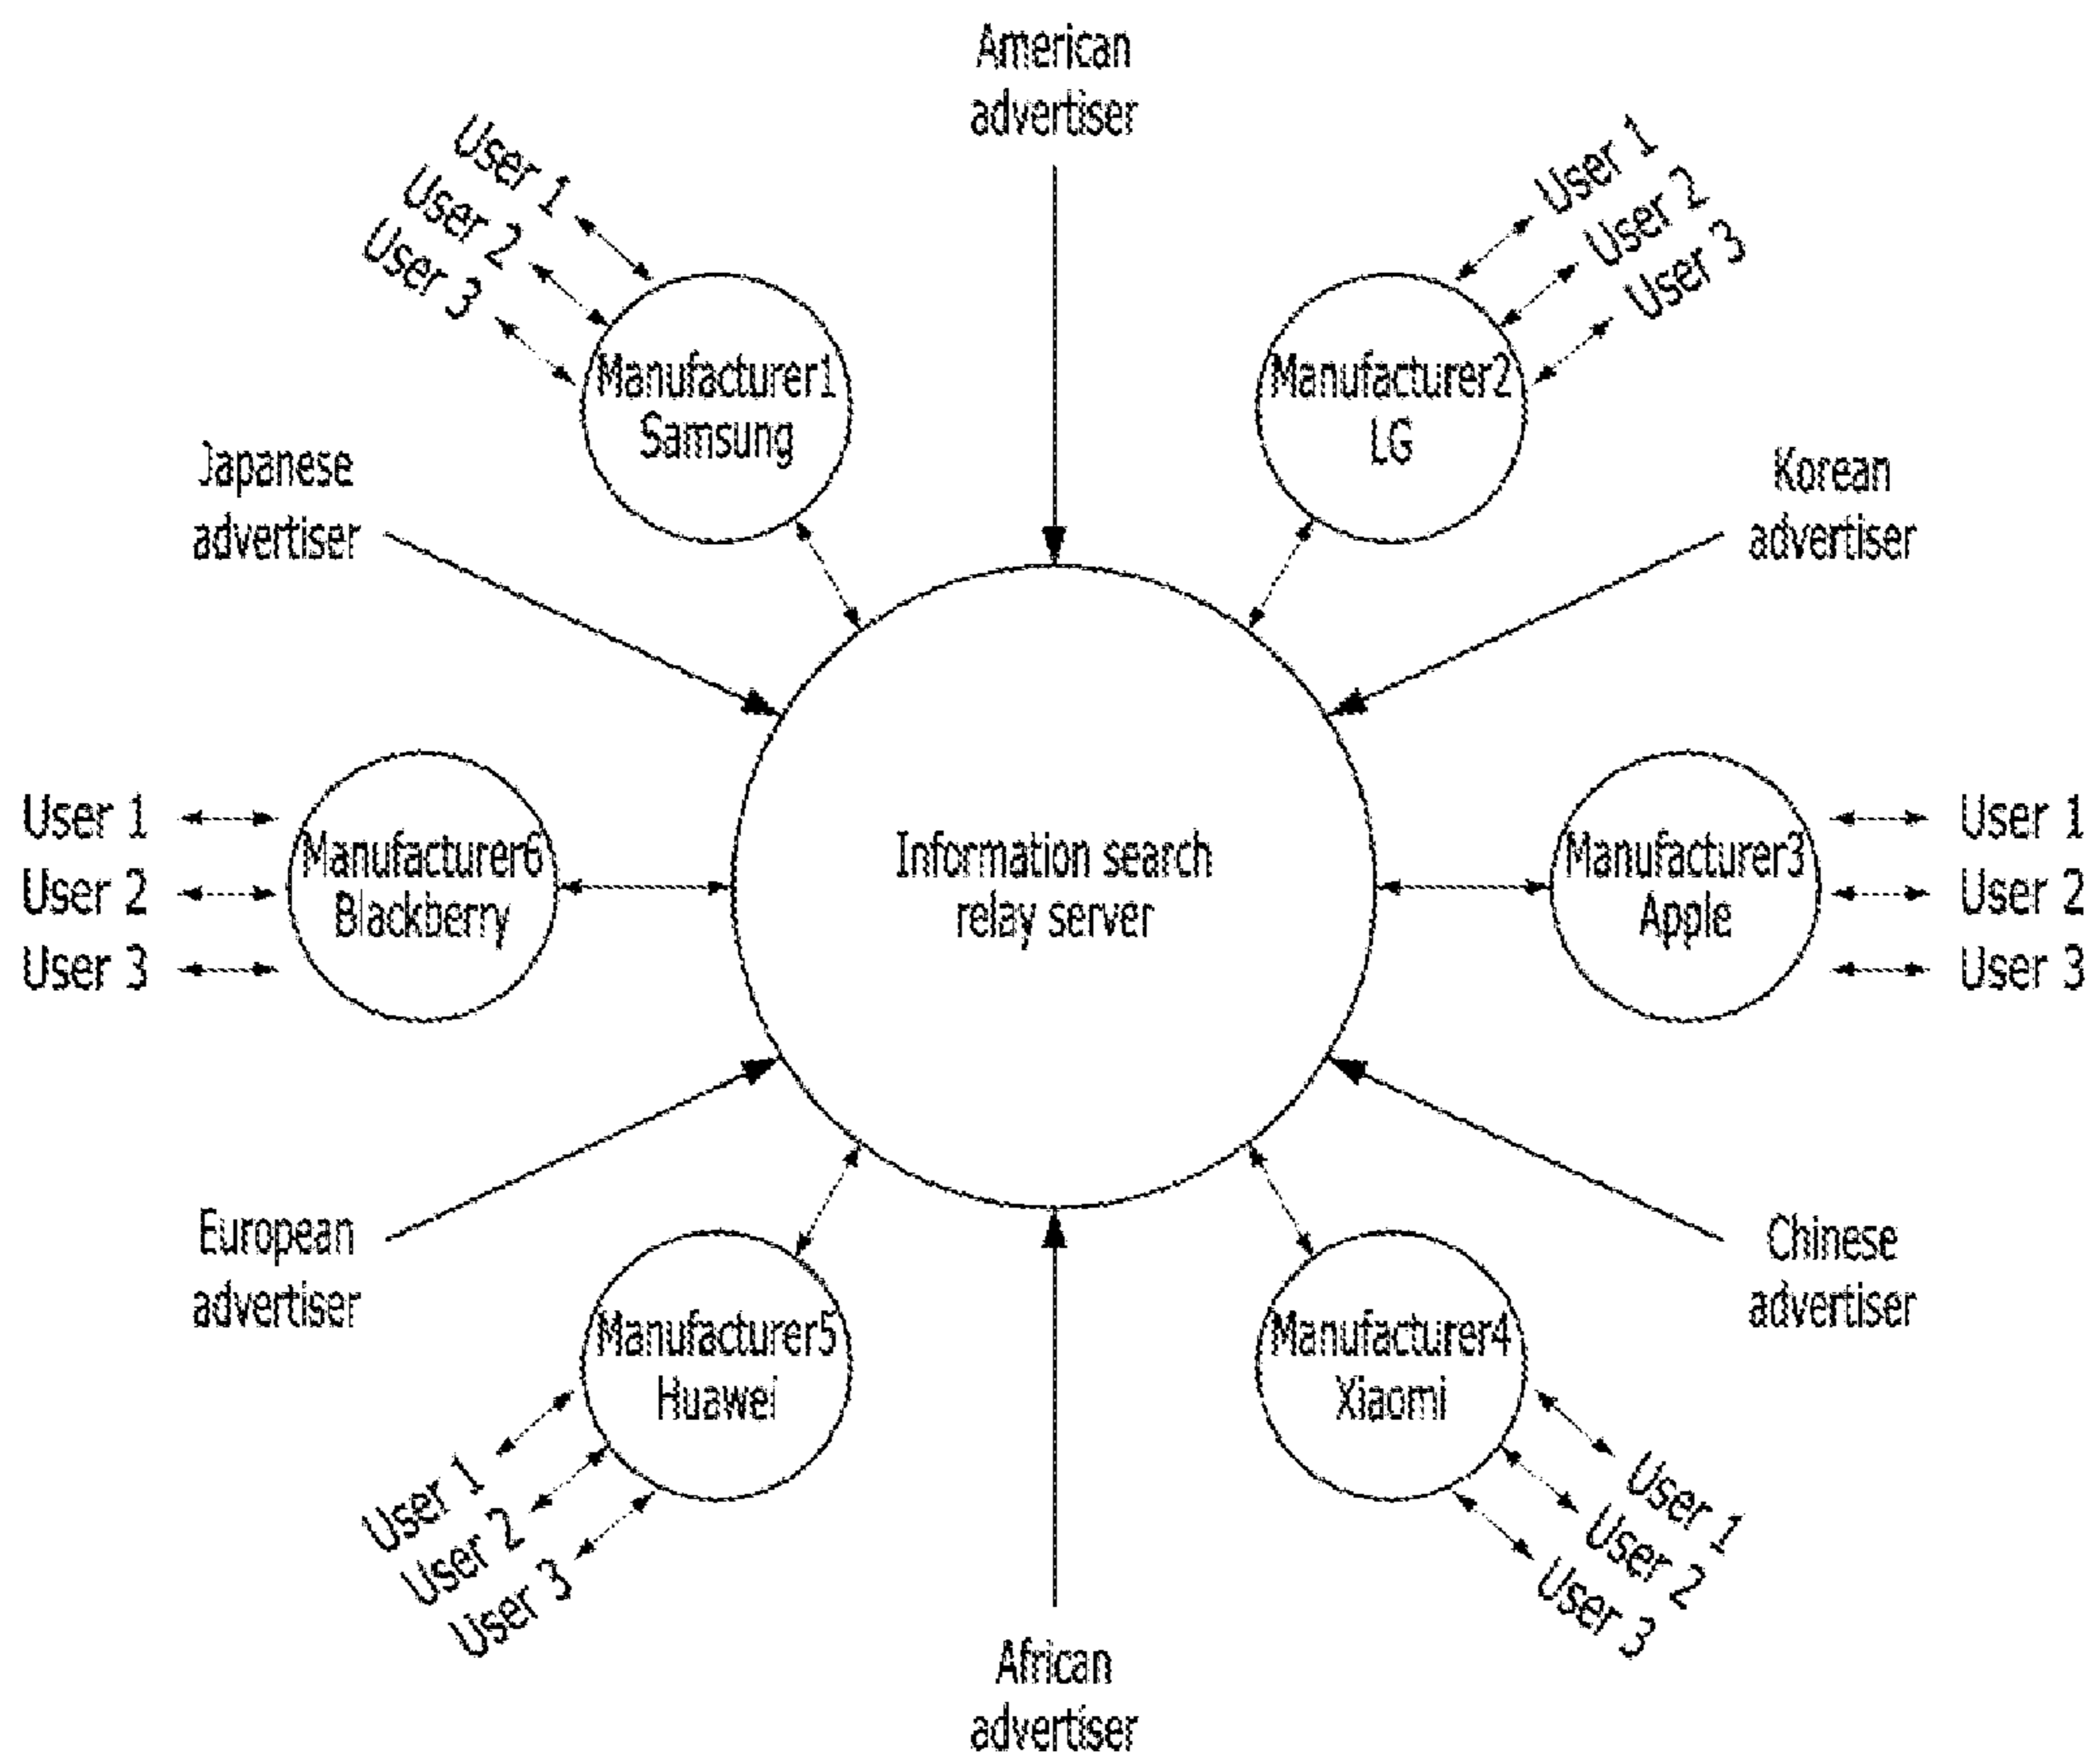 American
advertiser
User 1
User 2
User 3
User 1
User 2
User 3
Manufacturer1
Samsung
Manufacturer2
LG
Japanese
advertiser
Korean
advertiser
User 1
User 2
User 3
Manufacturer6
Blackberry
Information search
relay server
Manufacturer3
Apple
User 1
User 2
User 3
European
advertiser
Chinese
advertiser
Manufacturer5
Huawei
Manufacturer4
Xiaomi
User 1
User 2
User 3
User 1
User 2
User 3
African
advertiser